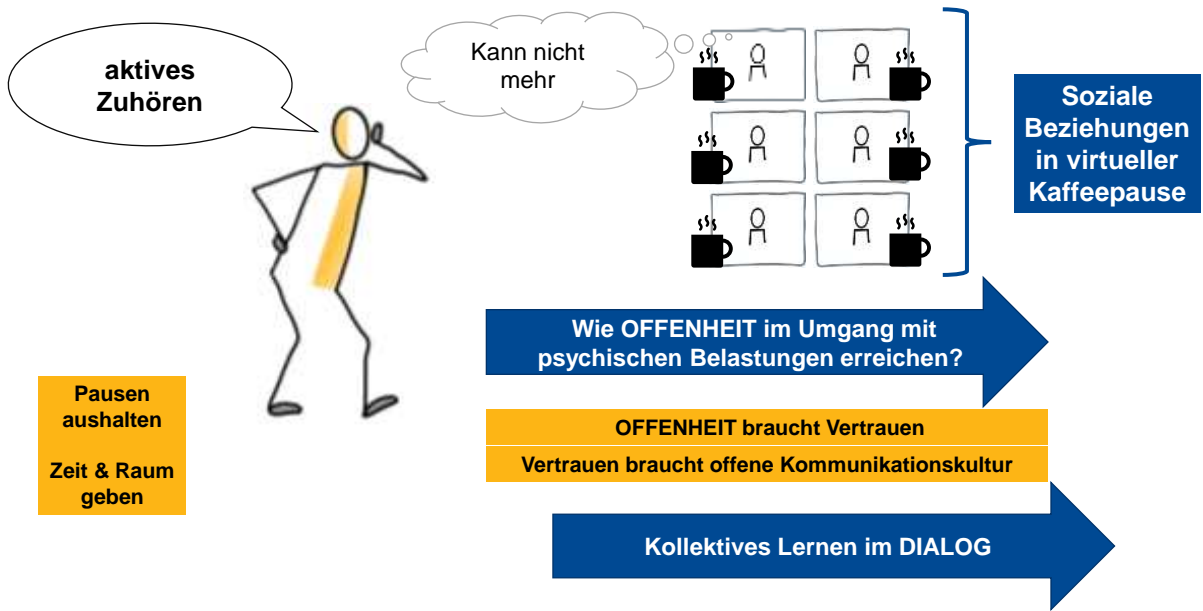 aktives
Zuhören
Kann nicht
mehr
Soziale
Beziehungen
in virtueller
Kaffeepause
Wie OFFENHEIT im Umgang mit
psychischen Belastungen erreichen?
Pausen
aushalten
Zeit & Raum
geben
OFFENHEIT braucht Vertrauen
Vertrauen braucht offene Kommunikationskultur
Kollektives Lernen im DIALOG